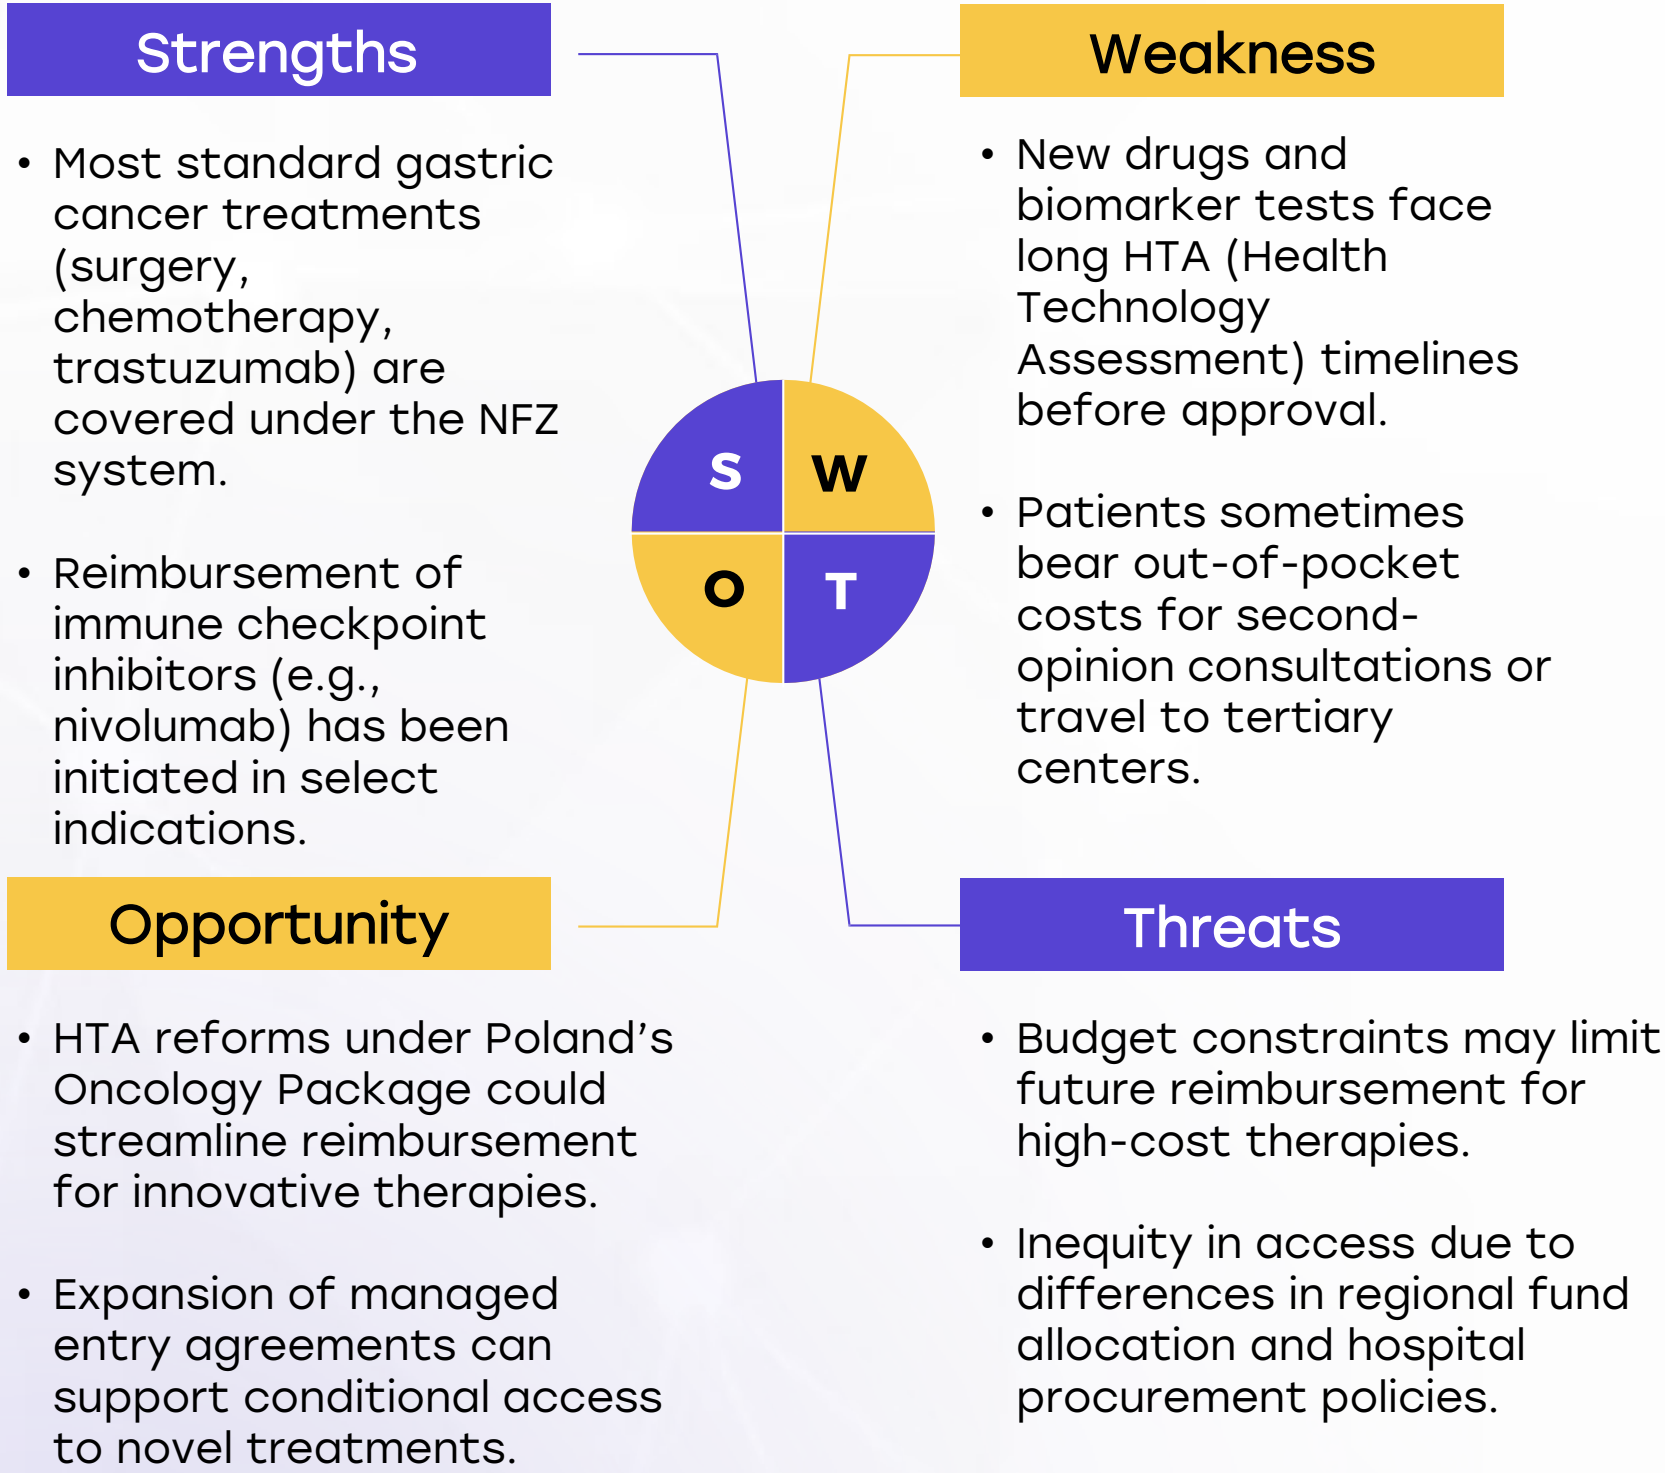 Strengths
• Most standard gastric
cancer treatments
(surgery,
chemotherapy,
trastuzumab) are
covered under the NFZ
system.
• Reimbursement of
immune checkpoint
inhibitors (e.g.,
nivolumab) has been
initiated in select
indications.
Weakness
• New drugs and
biomarker tests face
long HTA (Health
Technology
Assessment) timelines
before approval.
• Patients sometimes
bear out-of-pocket
costs for second-
opinion consultations or
travel to tertiary
centers.
S
W
O
T
Opportunity
• HTA reforms under Poland’s
Oncology Package could
streamline reimbursement
for innovative therapies.
• Expansion of managed
entry agreements can
support conditional access
to novel treatments.
Threats
• Budget constraints may limit
future reimbursement for
high-cost therapies.
• Inequity in access due to
differences in regional fund
allocation and hospital
procurement policies.